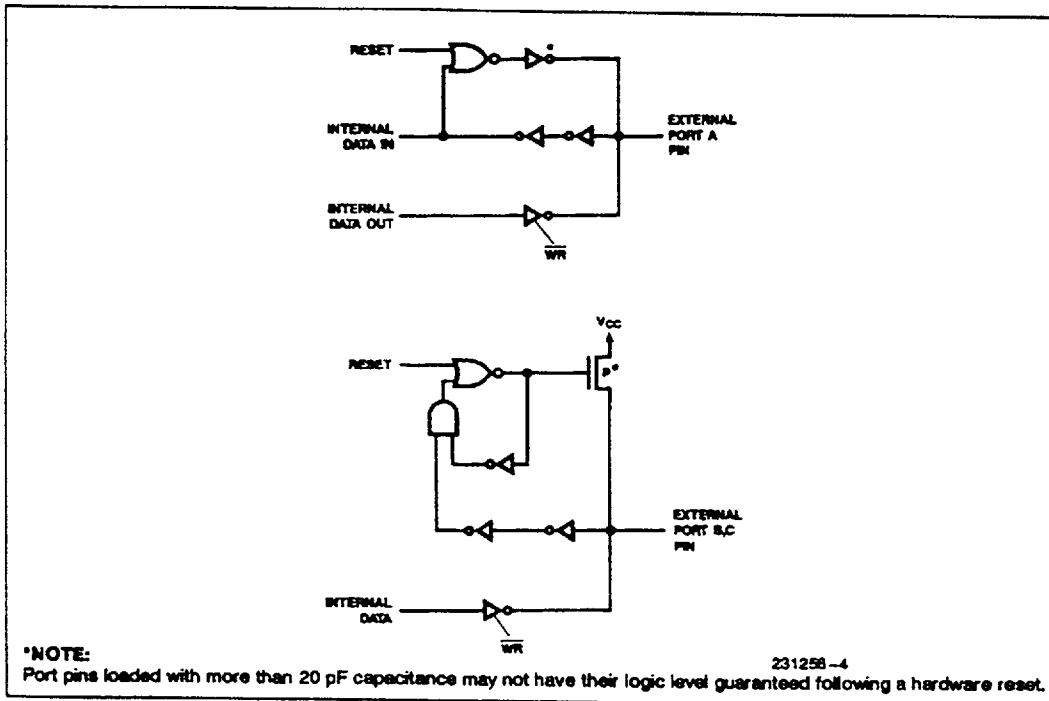 RESET
*
INTERNAL
DATA IN
EXTERNAL
PORT A
PIN
INTERNAL
DATA OUT
WR
VCC
RESET
P*
EXTERNAL
PORT B,C
PIN
INTERNAL
DATA
WR
*NOTE:
231256–4
Port pins loaded with more than 20 pF capacitance may not have their logic level guaranteed following a hardware reset.